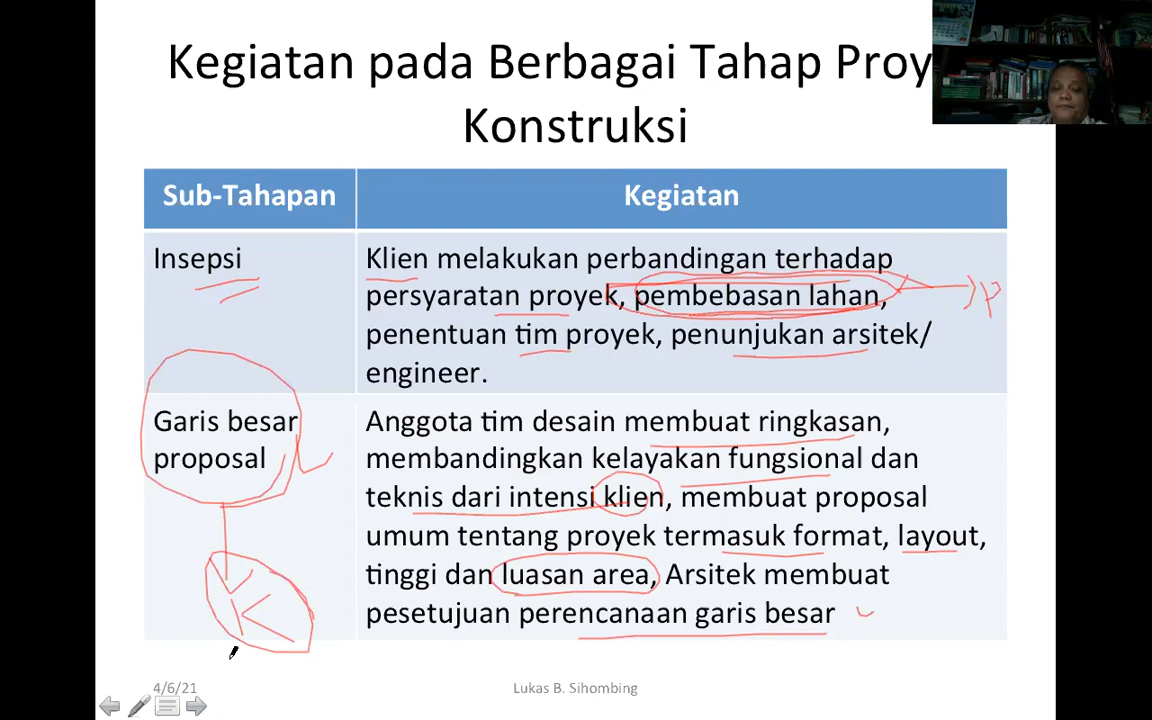 Kegiatan pada Berbagai Tahap Proy
Konstruksi
Sub-Tahapan
Kegiatan
Insepsi
Klien melakukan perbandingan terhadap
persyaratan proyek, pembebasan lahan,
penentuan tim proyek, penunjukan arsitek/
engineer.
P
Garis besar
proposal
Anggota tim desain membuat ringkasan,
membandingkan kelayakan fungsional dan
teknis dari intensi klien, membuat proposal
umum tentang proyek termasuk format, layout,
tinggi dan luasan area, Arsitek membuat
pesetujuan perencanaan garis besar
K
4/6/21
Lukas B. Sihombing